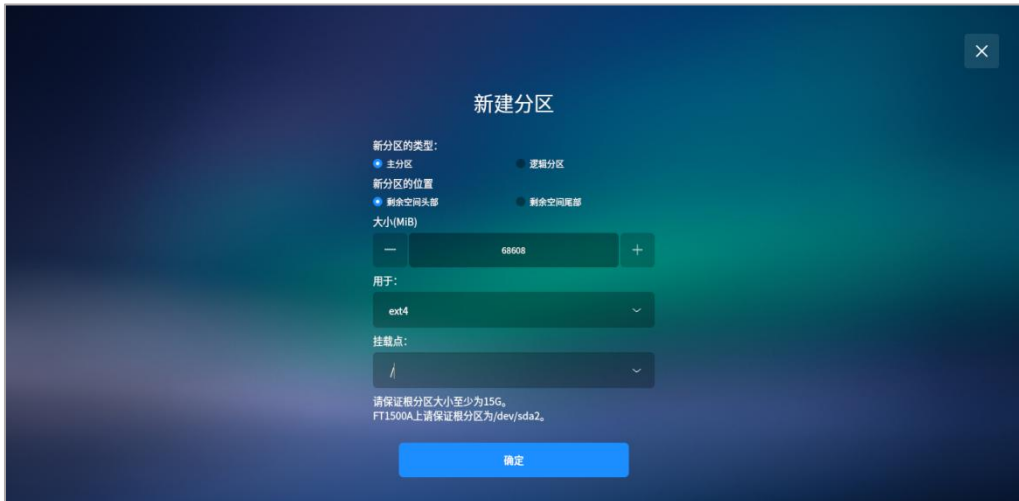 新建分区
新分区的类型：
主分区 逻辑分区
新分区的位置
剩余空间头部 剩余空间尾部
大小(MiB)
68608
用于：
ext4
挂载点：
/
请保证根分区大小至少为15G。
FT1500A上请保证根分区为/dev/sda2。
确定